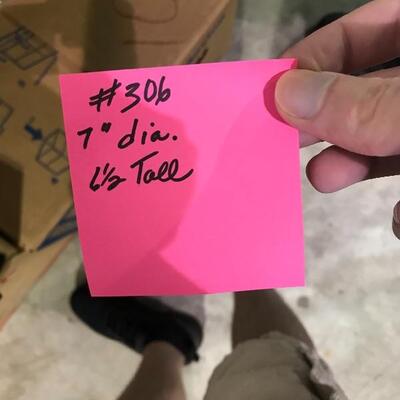 #306
7" dia.
6½ Tall